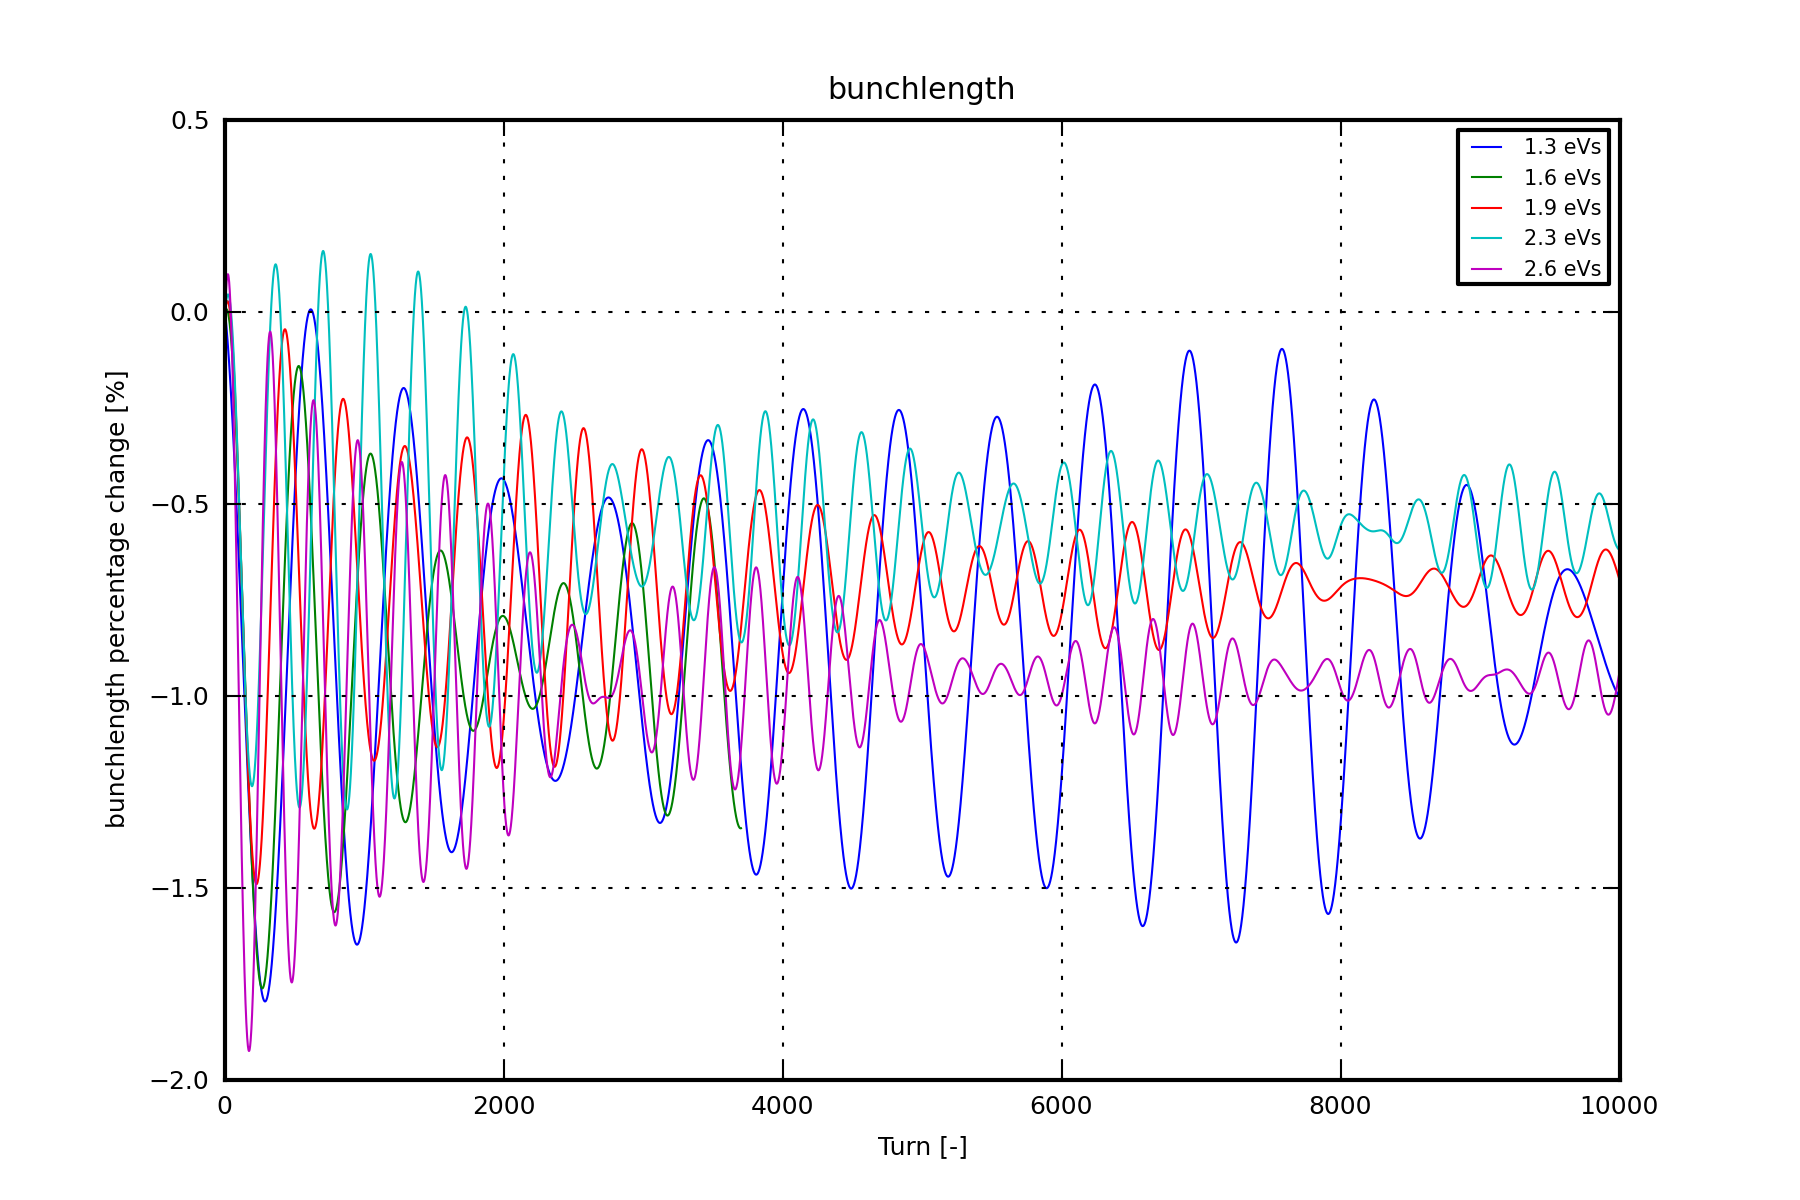 bunchlength
0.5
0.0
−0.5
−1.0
−1.5
−2.0
bunchlength percentage change [%]
1.3 eVs
1.6 eVs
1.9 eVs
2.3 eVs
2.6 eVs
0 2000 4000 6000 8000 10000
Turn [-]